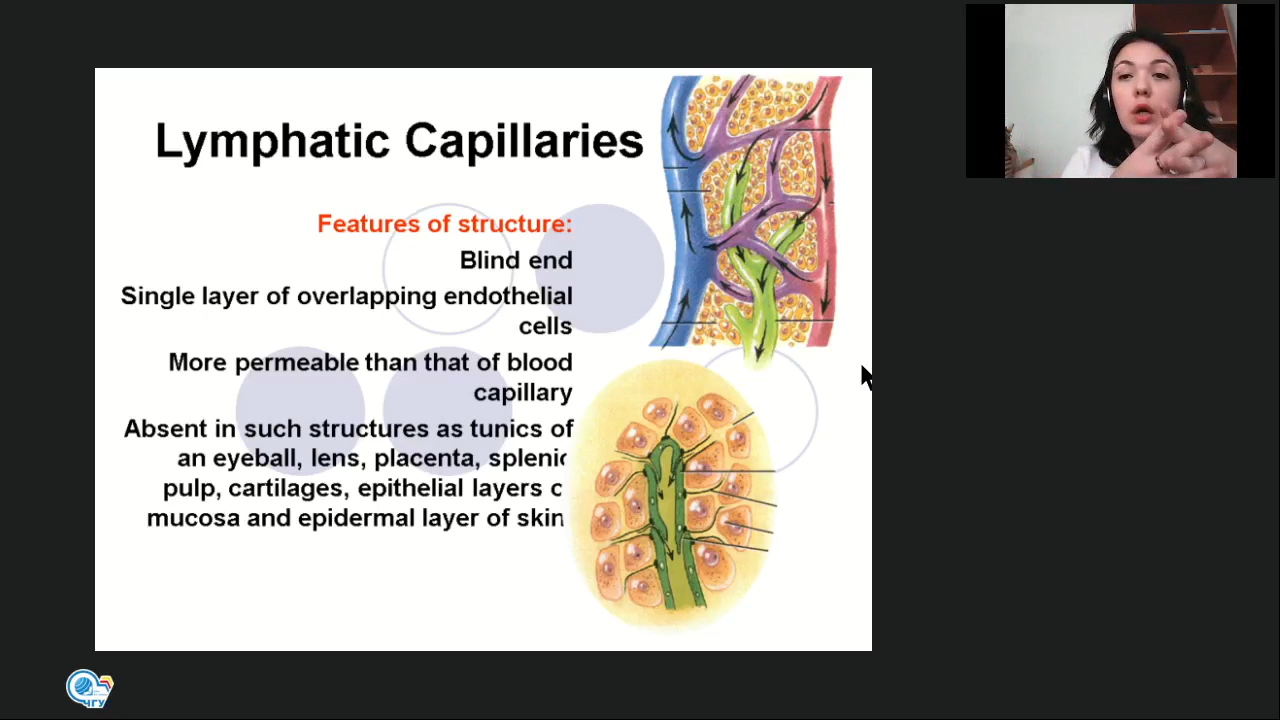 Lymphatic Capillaries
Features of structure:
Blind end
Single layer of overlapping endothelial
cells
More permeable than that of blood
capillary
Absent in such structures as tunics of
an eyeball, lens, placenta, splenic
pulp, cartilages, epithelial layers o
mucosa and epidermal layer of skin
ЧГУ